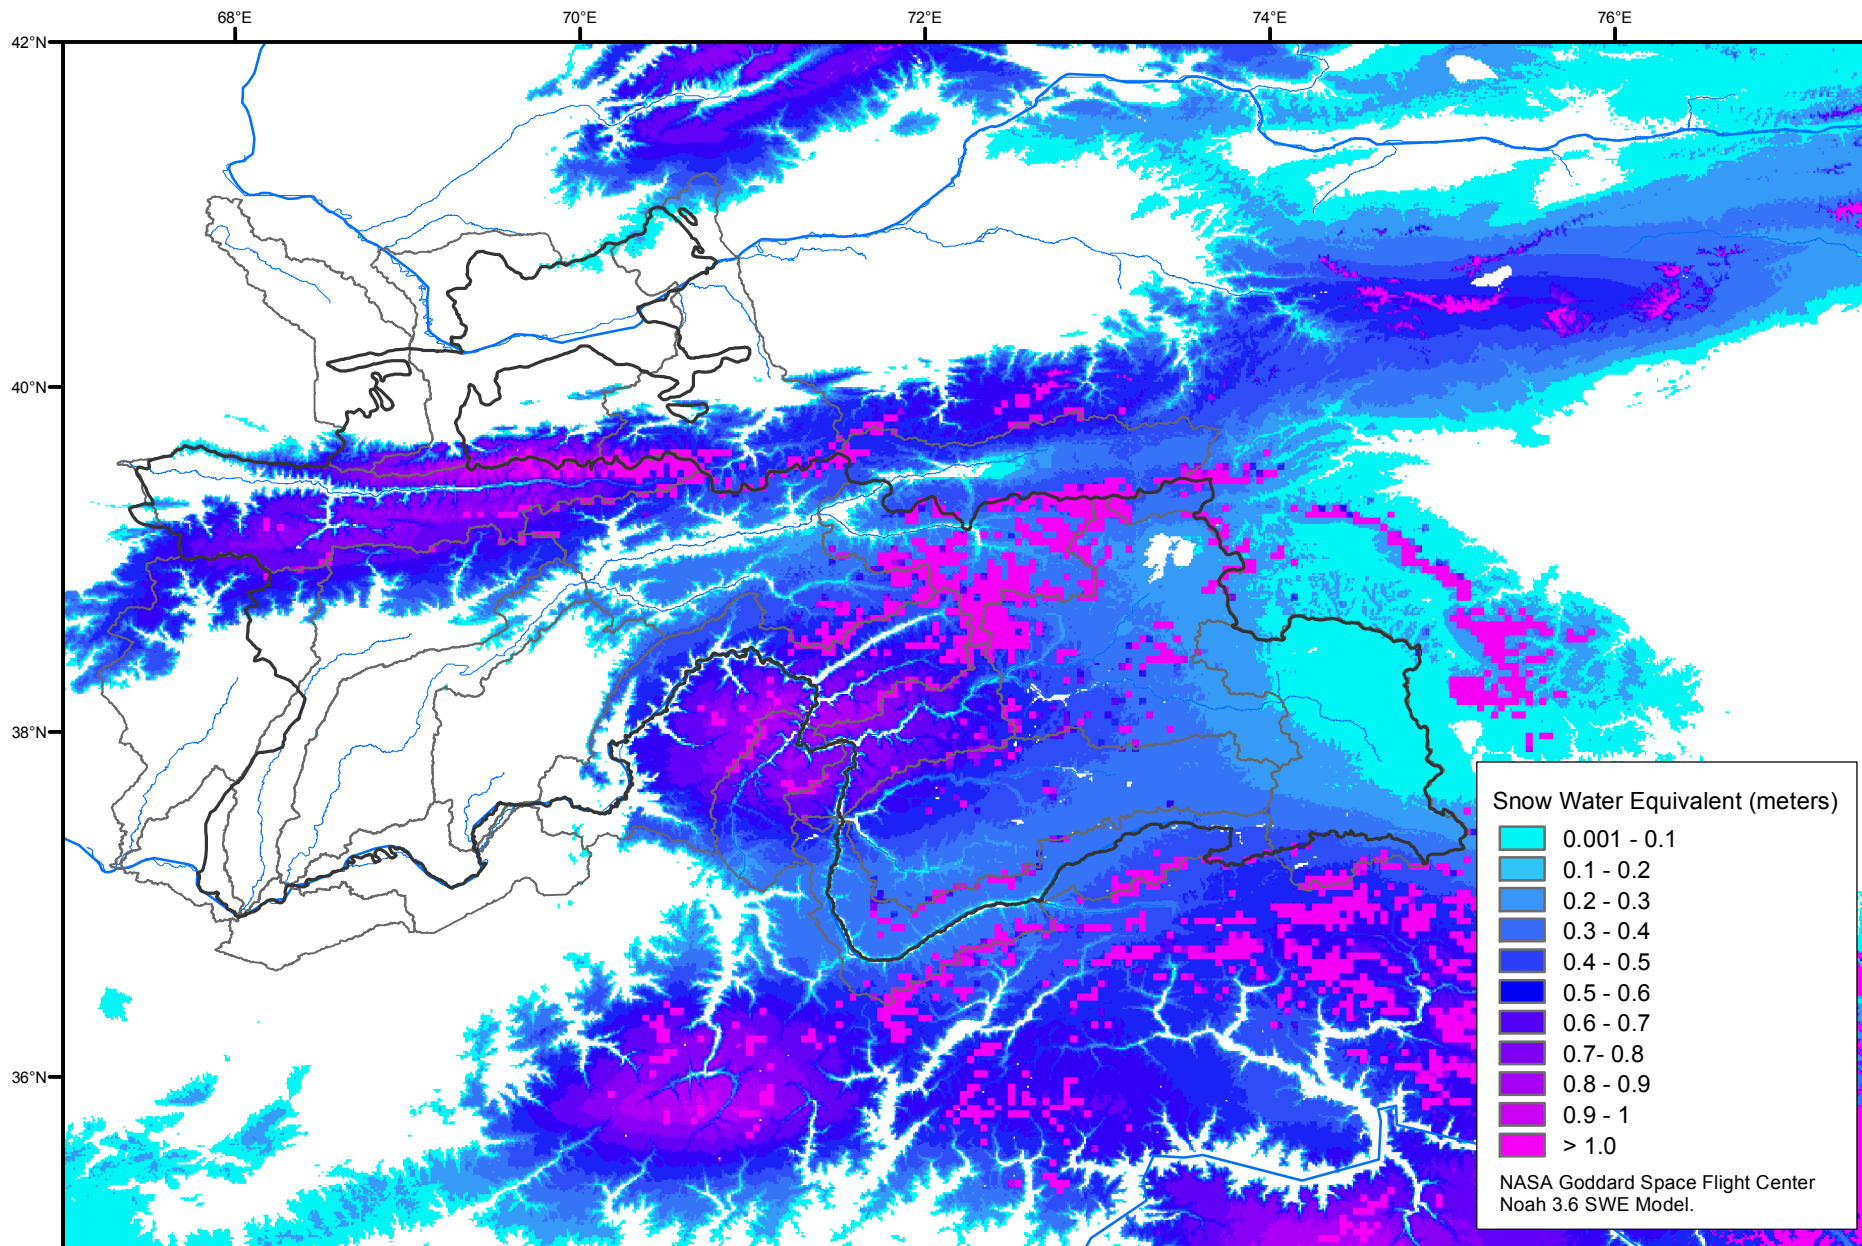 68°E
70°E
72°E
74°E
76°E
42°N
40°N
38°N
36°N
Snow Water Equivalent (meters)
0.001 - 0.1
0.1 - 0.2
0.2 - 0.3
0.3 - 0.4
0.4 - 0.5
0.5 - 0.6
0.6 - 0.7
0.7- 0.8
0.8 - 0.9
0.9 - 1
> 1.0
NASA Goddard Space Flight Center
Noah 3.6 SWE Model.